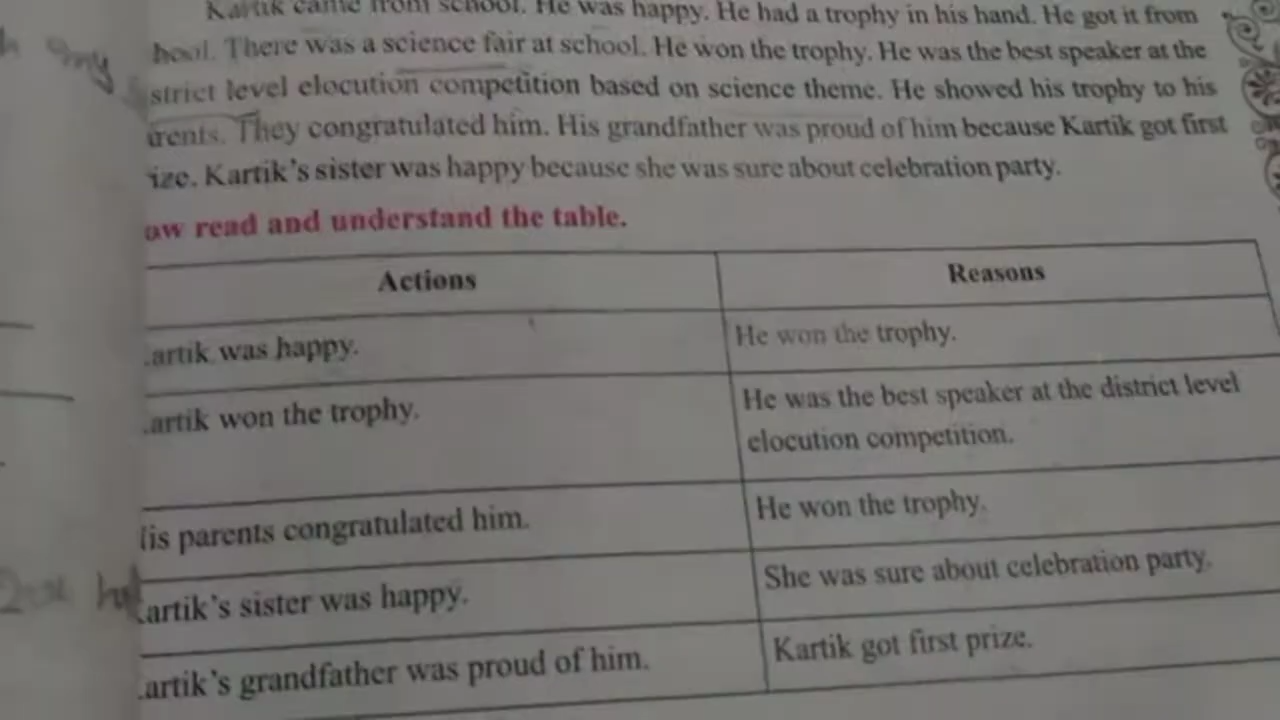 Kartik came from school. He was happy. He had a trophy in his hand. He got it from
hool. There was a science fair at school. He won the trophy. He was the best speaker at the
strict level elocution competition based on science theme. He showed his trophy to his
arents. They congratulated him. His grandfather was proud of him because Kartik got first
ize. Kartik's sister was happy because she was sure about celebration party.
ow read and understand the table.
Actions Reasons
artik was happy. He won the trophy.
artik won the trophy. He was the best speaker at the district level
elocution competition.
His parents congratulated him. He won the trophy.
artik's sister was happy. She was sure about celebration party.
artik's grandfather was proud of him. Kartik got first prize.
my